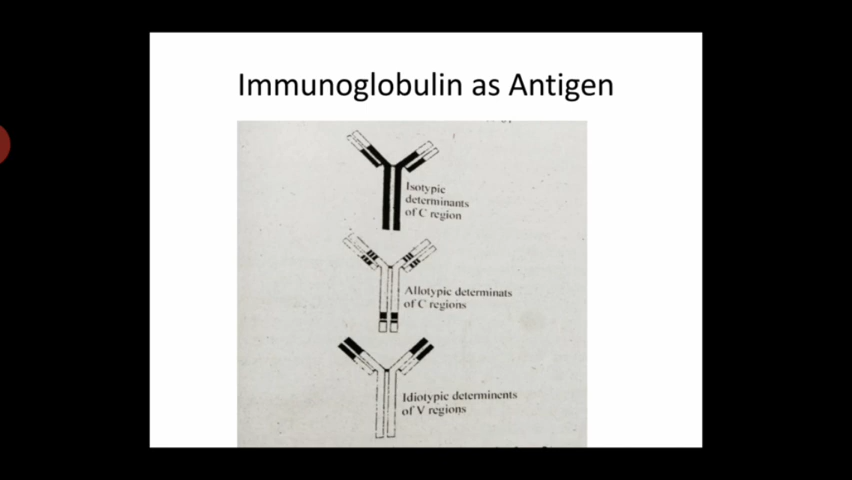 Immunoglobulin as Antigen
Isotypic
determinants
of C region
Allotypic determinats
of C regions
Idiotypic determinents
of V regions